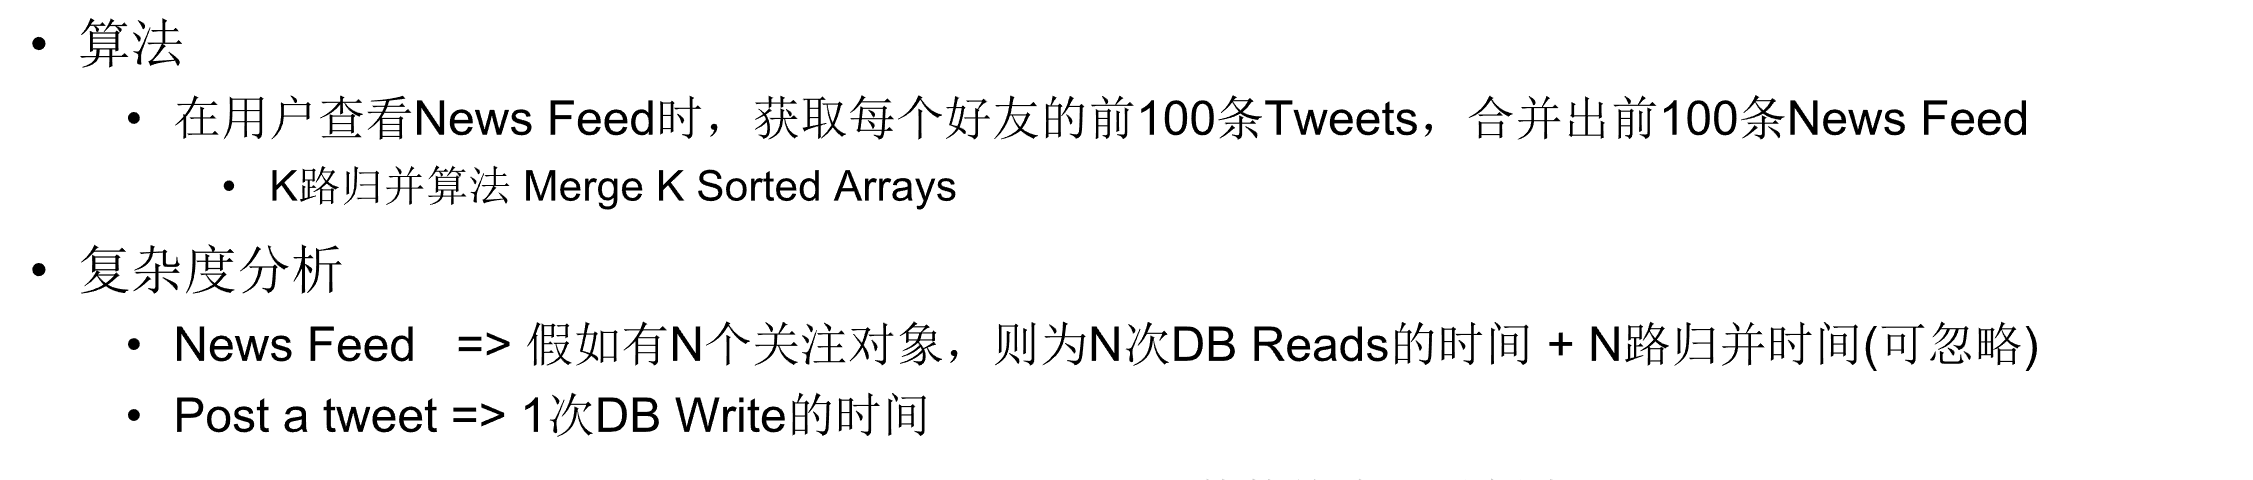 • 算法
• 在用户查看News Feed时，获取每个好友的前100条Tweets，合并出前100条News Feed
• K路归并算法 Merge K Sorted Arrays
• 复杂度分析
• News Feed => 假如有N个关注对象，则为N次DB Reads的时间 + N路归并时间(可忽略)
• Post a tweet => 1次DB Write的时间